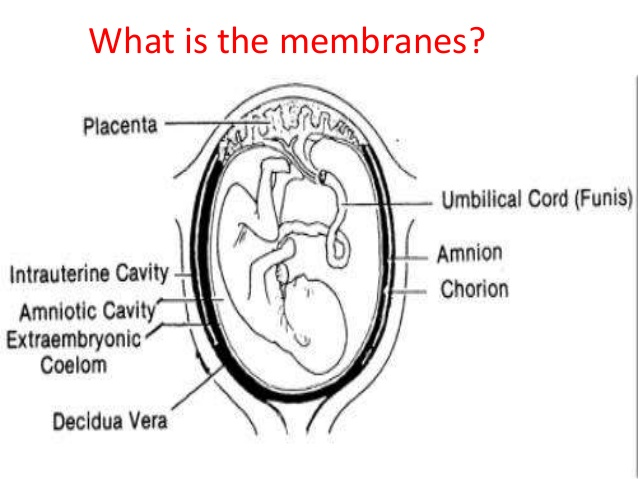 What is the membranes?
Placenta
Umbilical Cord (Funis)
Amnion
Intrauterine Cavity
Chorion
Amniotic Cavity
Extraembryonic
Coelom
Decidua Vera